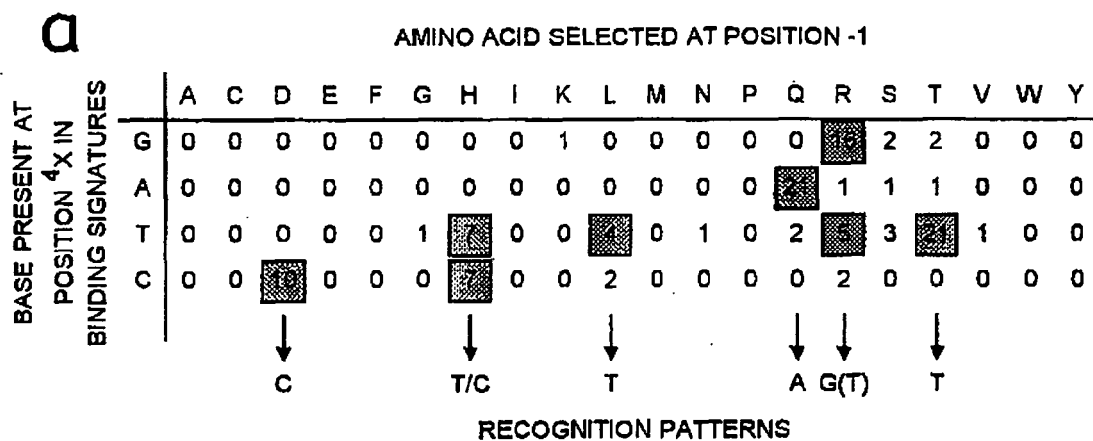 a
AMINO ACID SELECTED AT POSITION -1
BASE PRESENT AT
POSITION ⁴X IN
BINDING SIGNATURES
A C D E F G H I K L M N P Q R S T V W Y
G 0 0 0 0 0 0 0 0 1 0 0 0 0 0 2 2 0 0 0
A 0 0 0 0 0 0 0 0 0 0 0 0 0 1 1 1 0 0 0
T 0 0 0 0 0 1 7 0 0 4 0 1 0 2 5 3 21 1 0 0
C 0 0 10 0 0 0 7 0 0 2 0 0 0 0 2 0 0 0 0 0
C T/C T A G(T) T
RECOGNITION PATTERNS